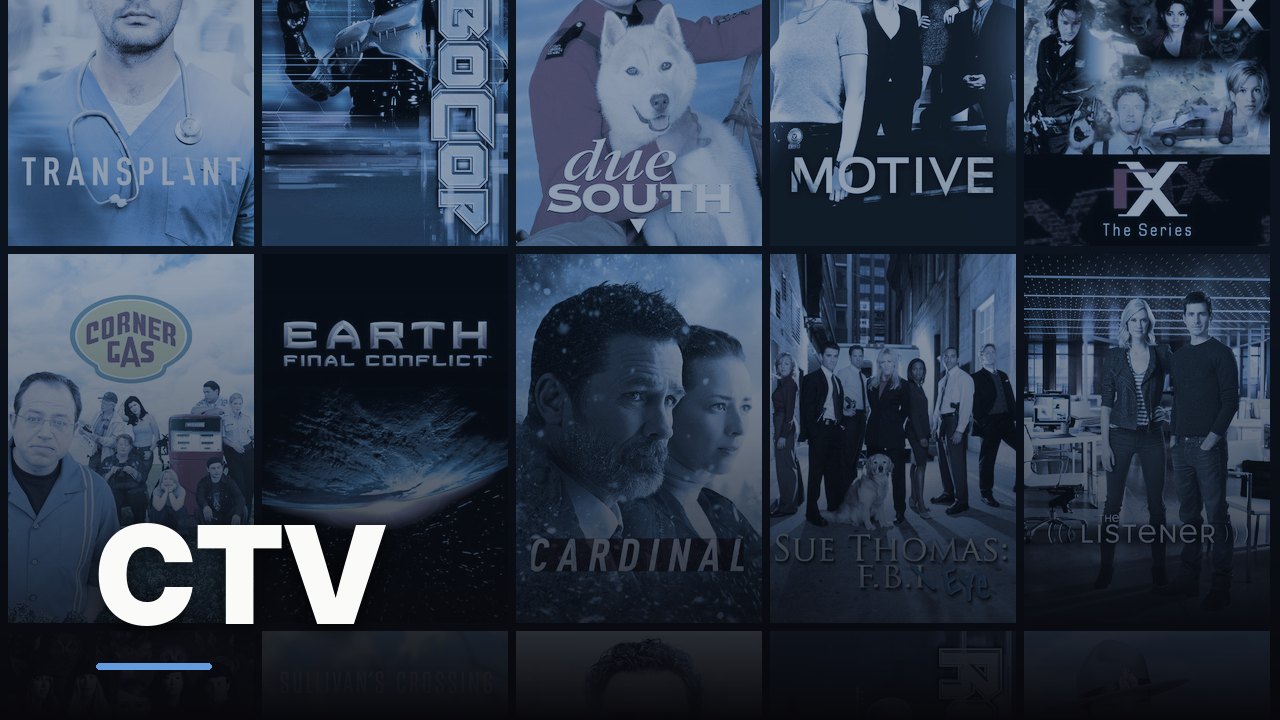 TRANSPLANT
due
SOUTH
MOTIVE
The Series
CORNER
GAS
EARTH
FINAL CONFLICT
CARDINAL
SUE THOMAS:
F.B.Eye
THE
LISTENER
CTV
SULLIVAN'S CROSSING